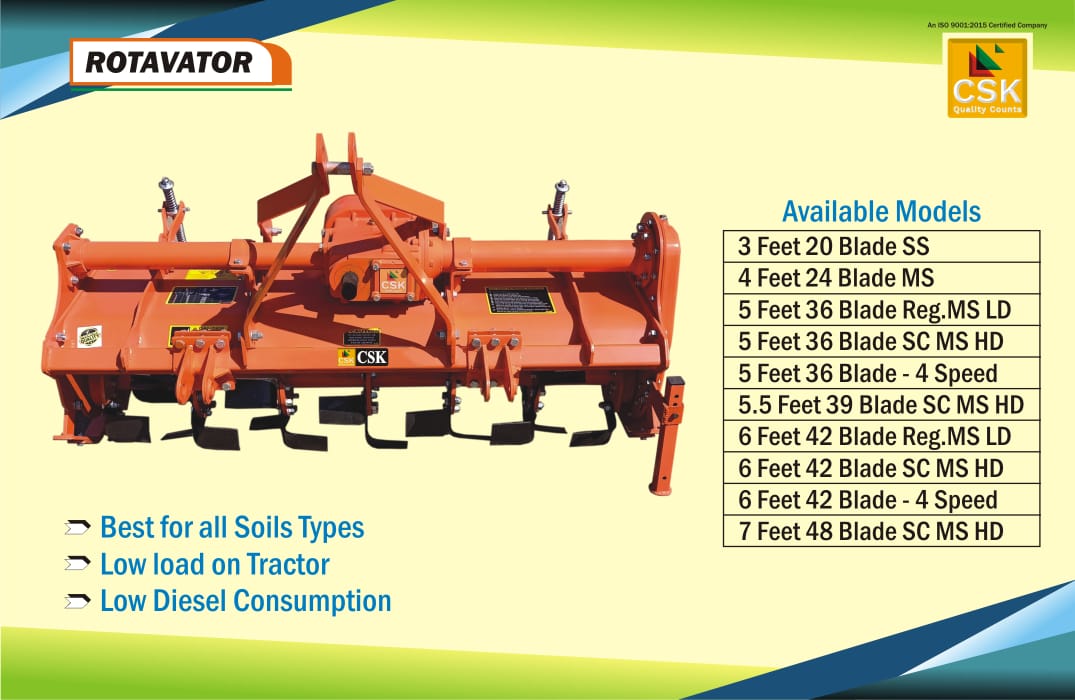 An ISO 9001:2015 Certified Company
ROTAVATOR
CSK
Quality Counts
Available Models
3 Feet 20 Blade SS
4 Feet 24 Blade MS
5 Feet 36 Blade Reg.MS LD
5 Feet 36 Blade SC MS HD
5 Feet 36 Blade - 4 Speed
5.5 Feet 39 Blade SC MS HD
6 Feet 42 Blade Reg.MS LD
6 Feet 42 Blade SC MS HD
6 Feet 42 Blade - 4 Speed
7 Feet 48 Blade SC MS HD
CSK
QUALITY
CSK CSK
Best for all Soils Types
Low load on Tractor
Low Diesel Consumption